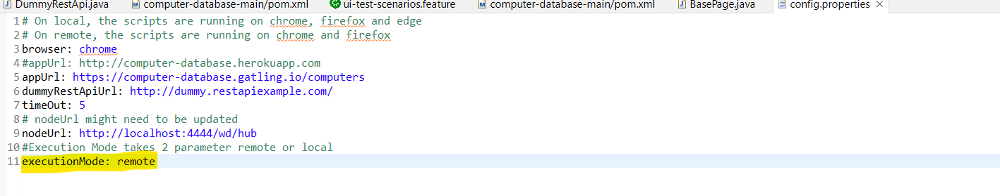 DummyRestApi.java computer-database-main/pom.xml ui-test-scenarios.feature computer-database-main/pom.xml BasePage.java config.properties
1 # On local, the scripts are running on chrome, firefox and edge
2 # On remote, the scripts are running on chrome and firefox
3 browser: chrome
4 #appUrl: http://computer-database.herokuapp.com
5 appUrl: https://computer-database.gatling.io/computers
6 dummyRestApiUrl: http://dummy.restapiexample.com/
7 timeOut: 5
8 # nodeUrl might need to be updated
9 nodeUrl: http://localhost:4444/wd/hub
10 #Execution Mode takes 2 parameter remote or local
11 executionMode: remote